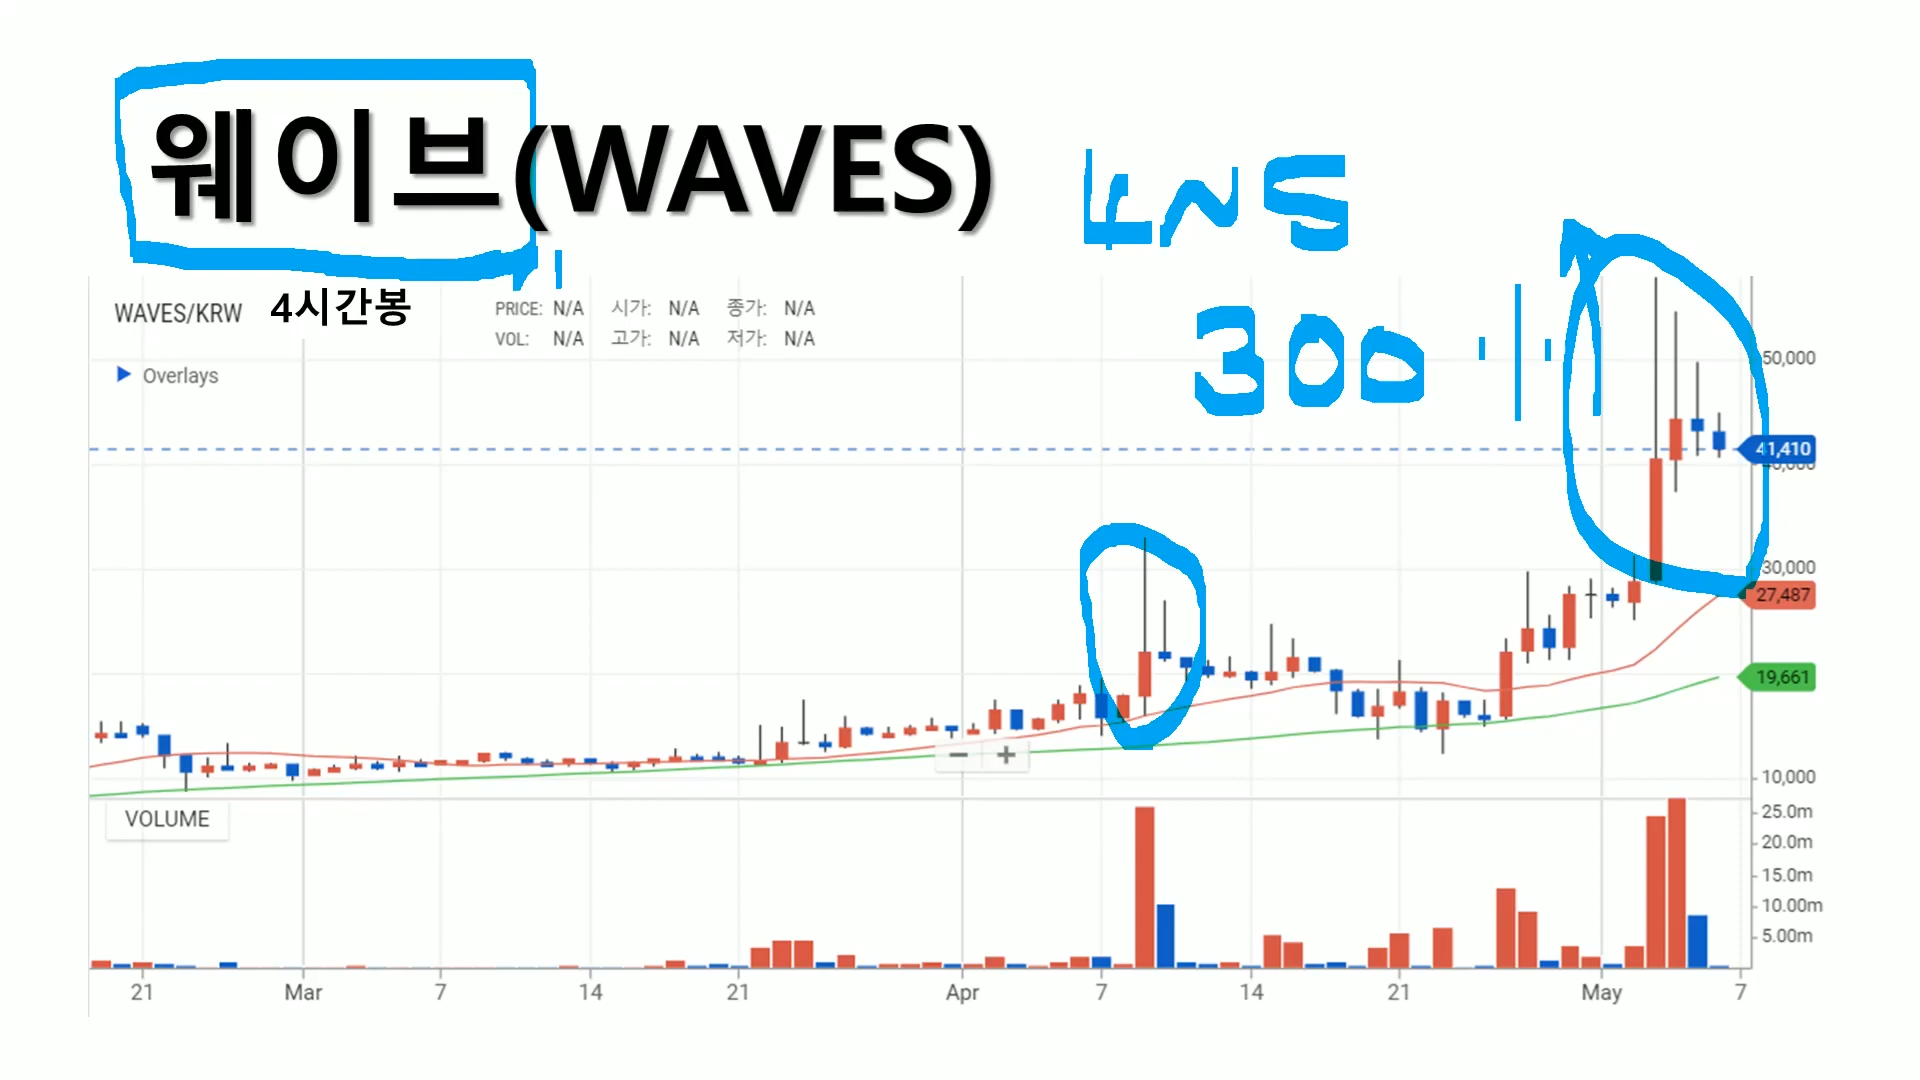 웨이브(WAVES)
4~5
300
WAVES/KRW 4시간봉
PRICE: N/A 시가: N/A 종가: N/A
VOL: N/A 고가: N/A 저가: N/A
Overlays
50,000
41,410
30,000
27,487
19,661
10,000
VOLUME
25.0m
20.0m
15.0m
10.00m
5.00m
21 Mar 7 14 21 Apr 7 14 21 May 7